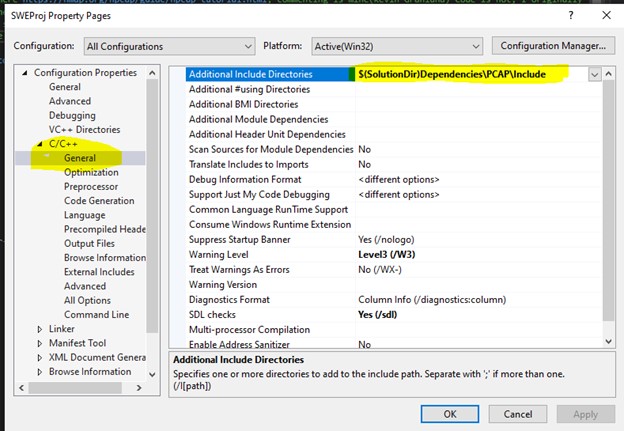 SWEProj Property Pages
Configuration: All Configurations Platform: Active(Win32) Configuration Manager...
Configuration Properties
General
Advanced
Debugging
VC++ Directories
C/C++
General
Optimization
Preprocessor
Code Generation
Language
Precompiled Heade
Output Files
Browse Information
External Includes
Advanced
All Options
Command Line
Linker
Manifest Tool
XML Document Genera
Browse Information
Additional Include Directories $(SolutionDir)Dependencies\PCAP\Include
Additional #using Directories
Additional BMI Directories
Additional Module Dependencies
Additional Header Unit Dependencies
Scan Sources for Module Dependencies No
Translate Includes to Imports No
Debug Information Format <different options>
Support Just My Code Debugging <different options>
Common Language RunTime Support
Consume Windows Runtime Extension
Suppress Startup Banner Yes (/nologo)
Warning Level Level3 (/W3)
Treat Warnings As Errors No (/WX-)
Warning Version
Diagnostics Format Column Info (/diagnostics:column)
SDL checks Yes (/sdl)
Multi-processor Compilation
Enable Address Sanitizer No
Additional Include Directories
Specifies one or more directories to add to the include path. Separate with ';' if more than one.
(/I[path])
OK Cancel Apply